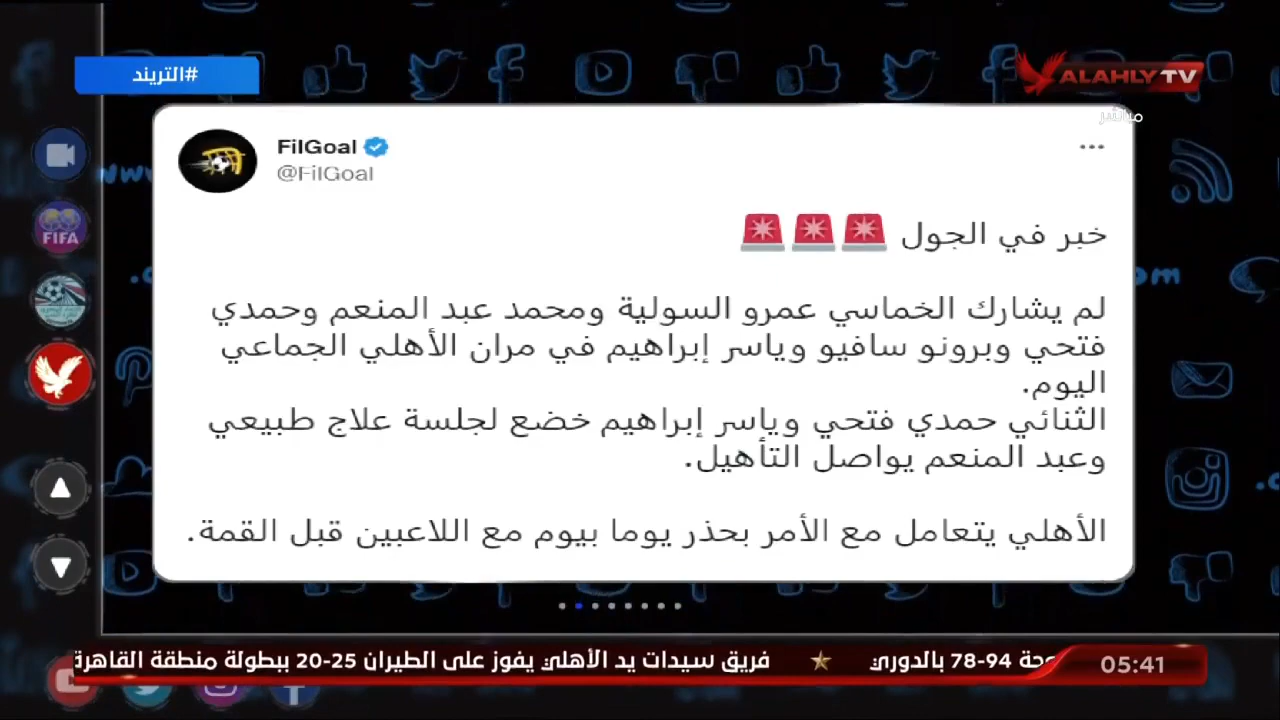 #التريند
ALAHLY TV
مباشر
FilGoal
@FilGoal
خبر في الجول
لم يشارك الخماسي عمرو السولية ومحمد عبد المنعم وحمدي
فتحي وبرونو سافيو وياسر إبراهيم في مران الأهلي الجماعي
اليوم.
الثنائي حمدي فتحي وياسر إبراهيم خضع لجلسة علاج طبيعي
وعبد المنعم يواصل التأهيل.
الأهلي يتعامل مع الأمر بحذر يوما بيوم مع اللاعبين قبل القمة.
FIFA
وحة 94-78 بالدوري ★ فريق سيدات يد الأهلي يفوز على الطيران 25-20 ببطولة منطقة القاهرة
05:41